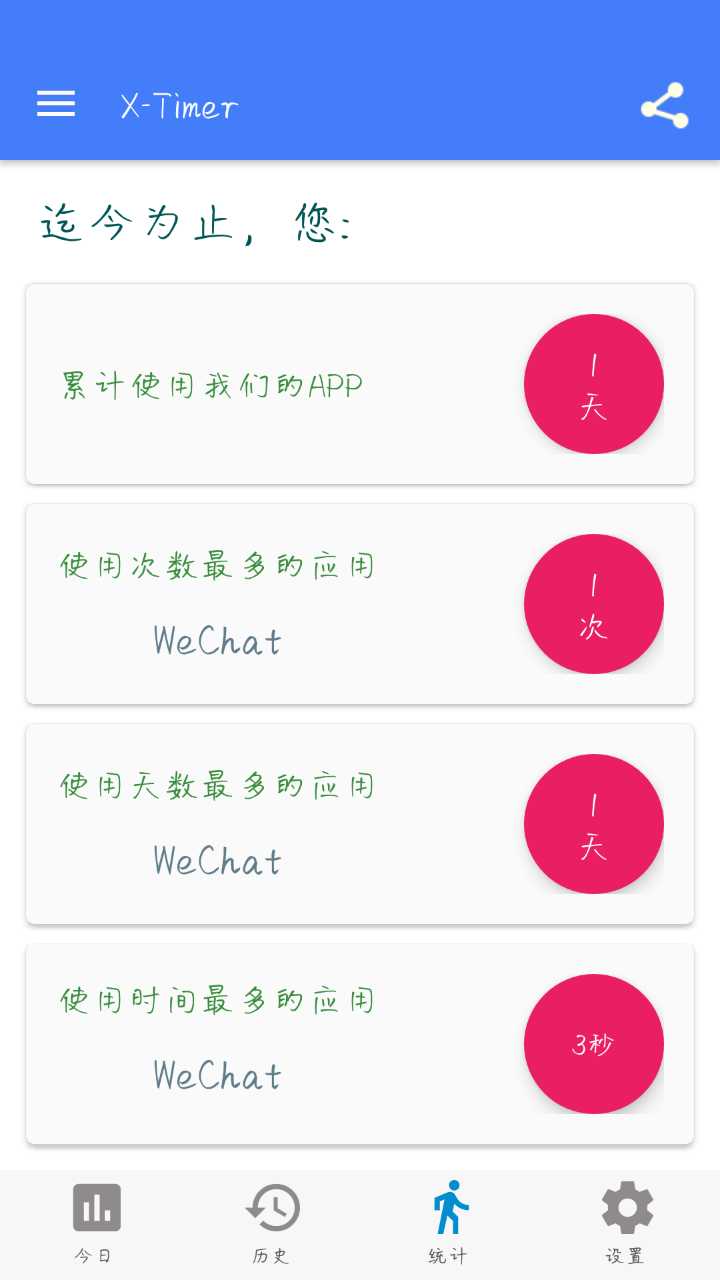 X-Timer
迄今为止，您:
累计使用我们的APP
1
天
使用次数最多的应用
WeChat
1
次
使用天数最多的应用
WeChat
1
天
使用时间最多的应用
WeChat
3秒
今日
历史
统计
设置